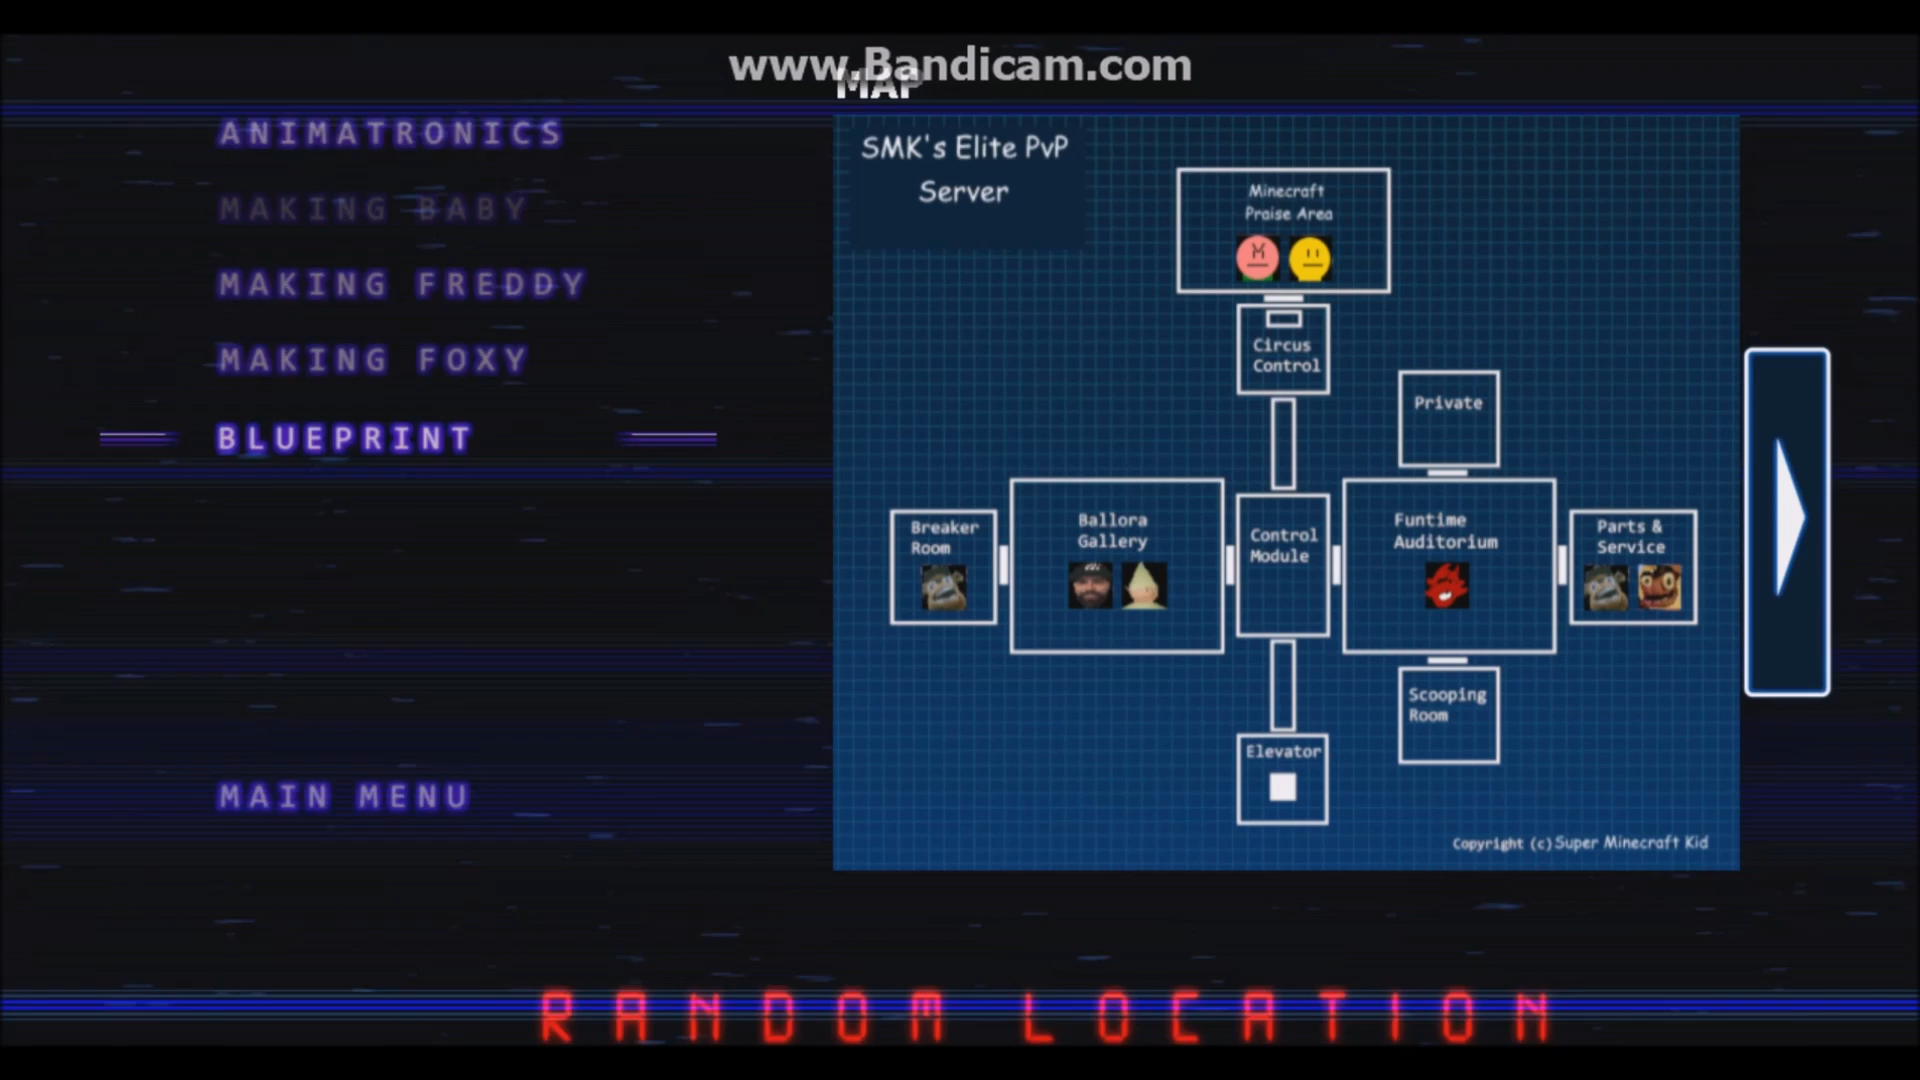 www.Bandicam.com
MAP
ANIMATRONICS
MAKING BABY
MAKING FREDDY
MAKING FOXY
BLUEPRINT
MAIN MENU
SMK's Elite PvP
Server
Minecraft
Praise Area
Circus
Control
Private
Breaker
Room
Ballora
Gallery
Control
Module
Funtime
Auditorium
Parts &
Service
Scooping
Room
Elevator
Copyright (c) Super Minecraft Kid
RANDOM LOCATION